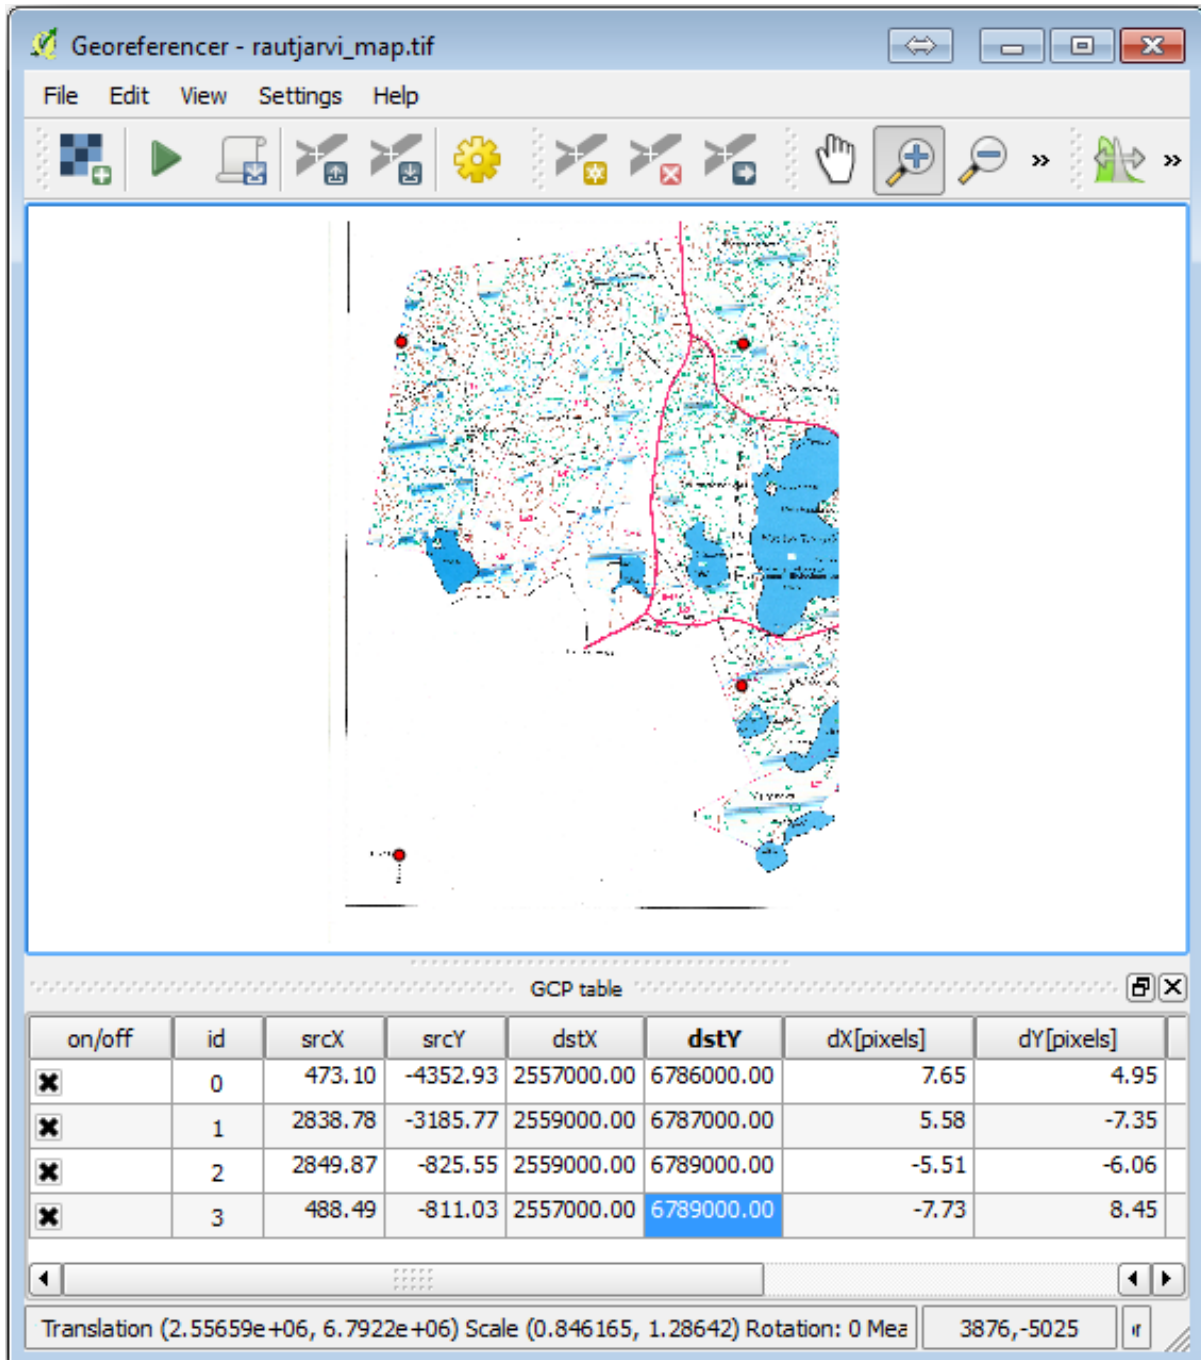 Georeferencer - rautjarvi_map.tif
File Edit View Settings Help
» »
GCP table
on/off id srcX srcY dstX dstY dX[pixels] dY[pixels]
0 473.10 -4352.93 2557000.00 6786000.00 7.65 4.95
1 2838.78 -3185.77 2559000.00 6787000.00 5.58 -7.35
2 2849.87 -825.55 2559000.00 6789000.00 -5.51 -6.06
3 488.49 -811.03 2557000.00 6789000.00 -7.73 8.45
Translation (2.55659e+06, 6.7922e+06) Scale (0.846165, 1.28642) Rotation: 0 Mea 3876,-5025